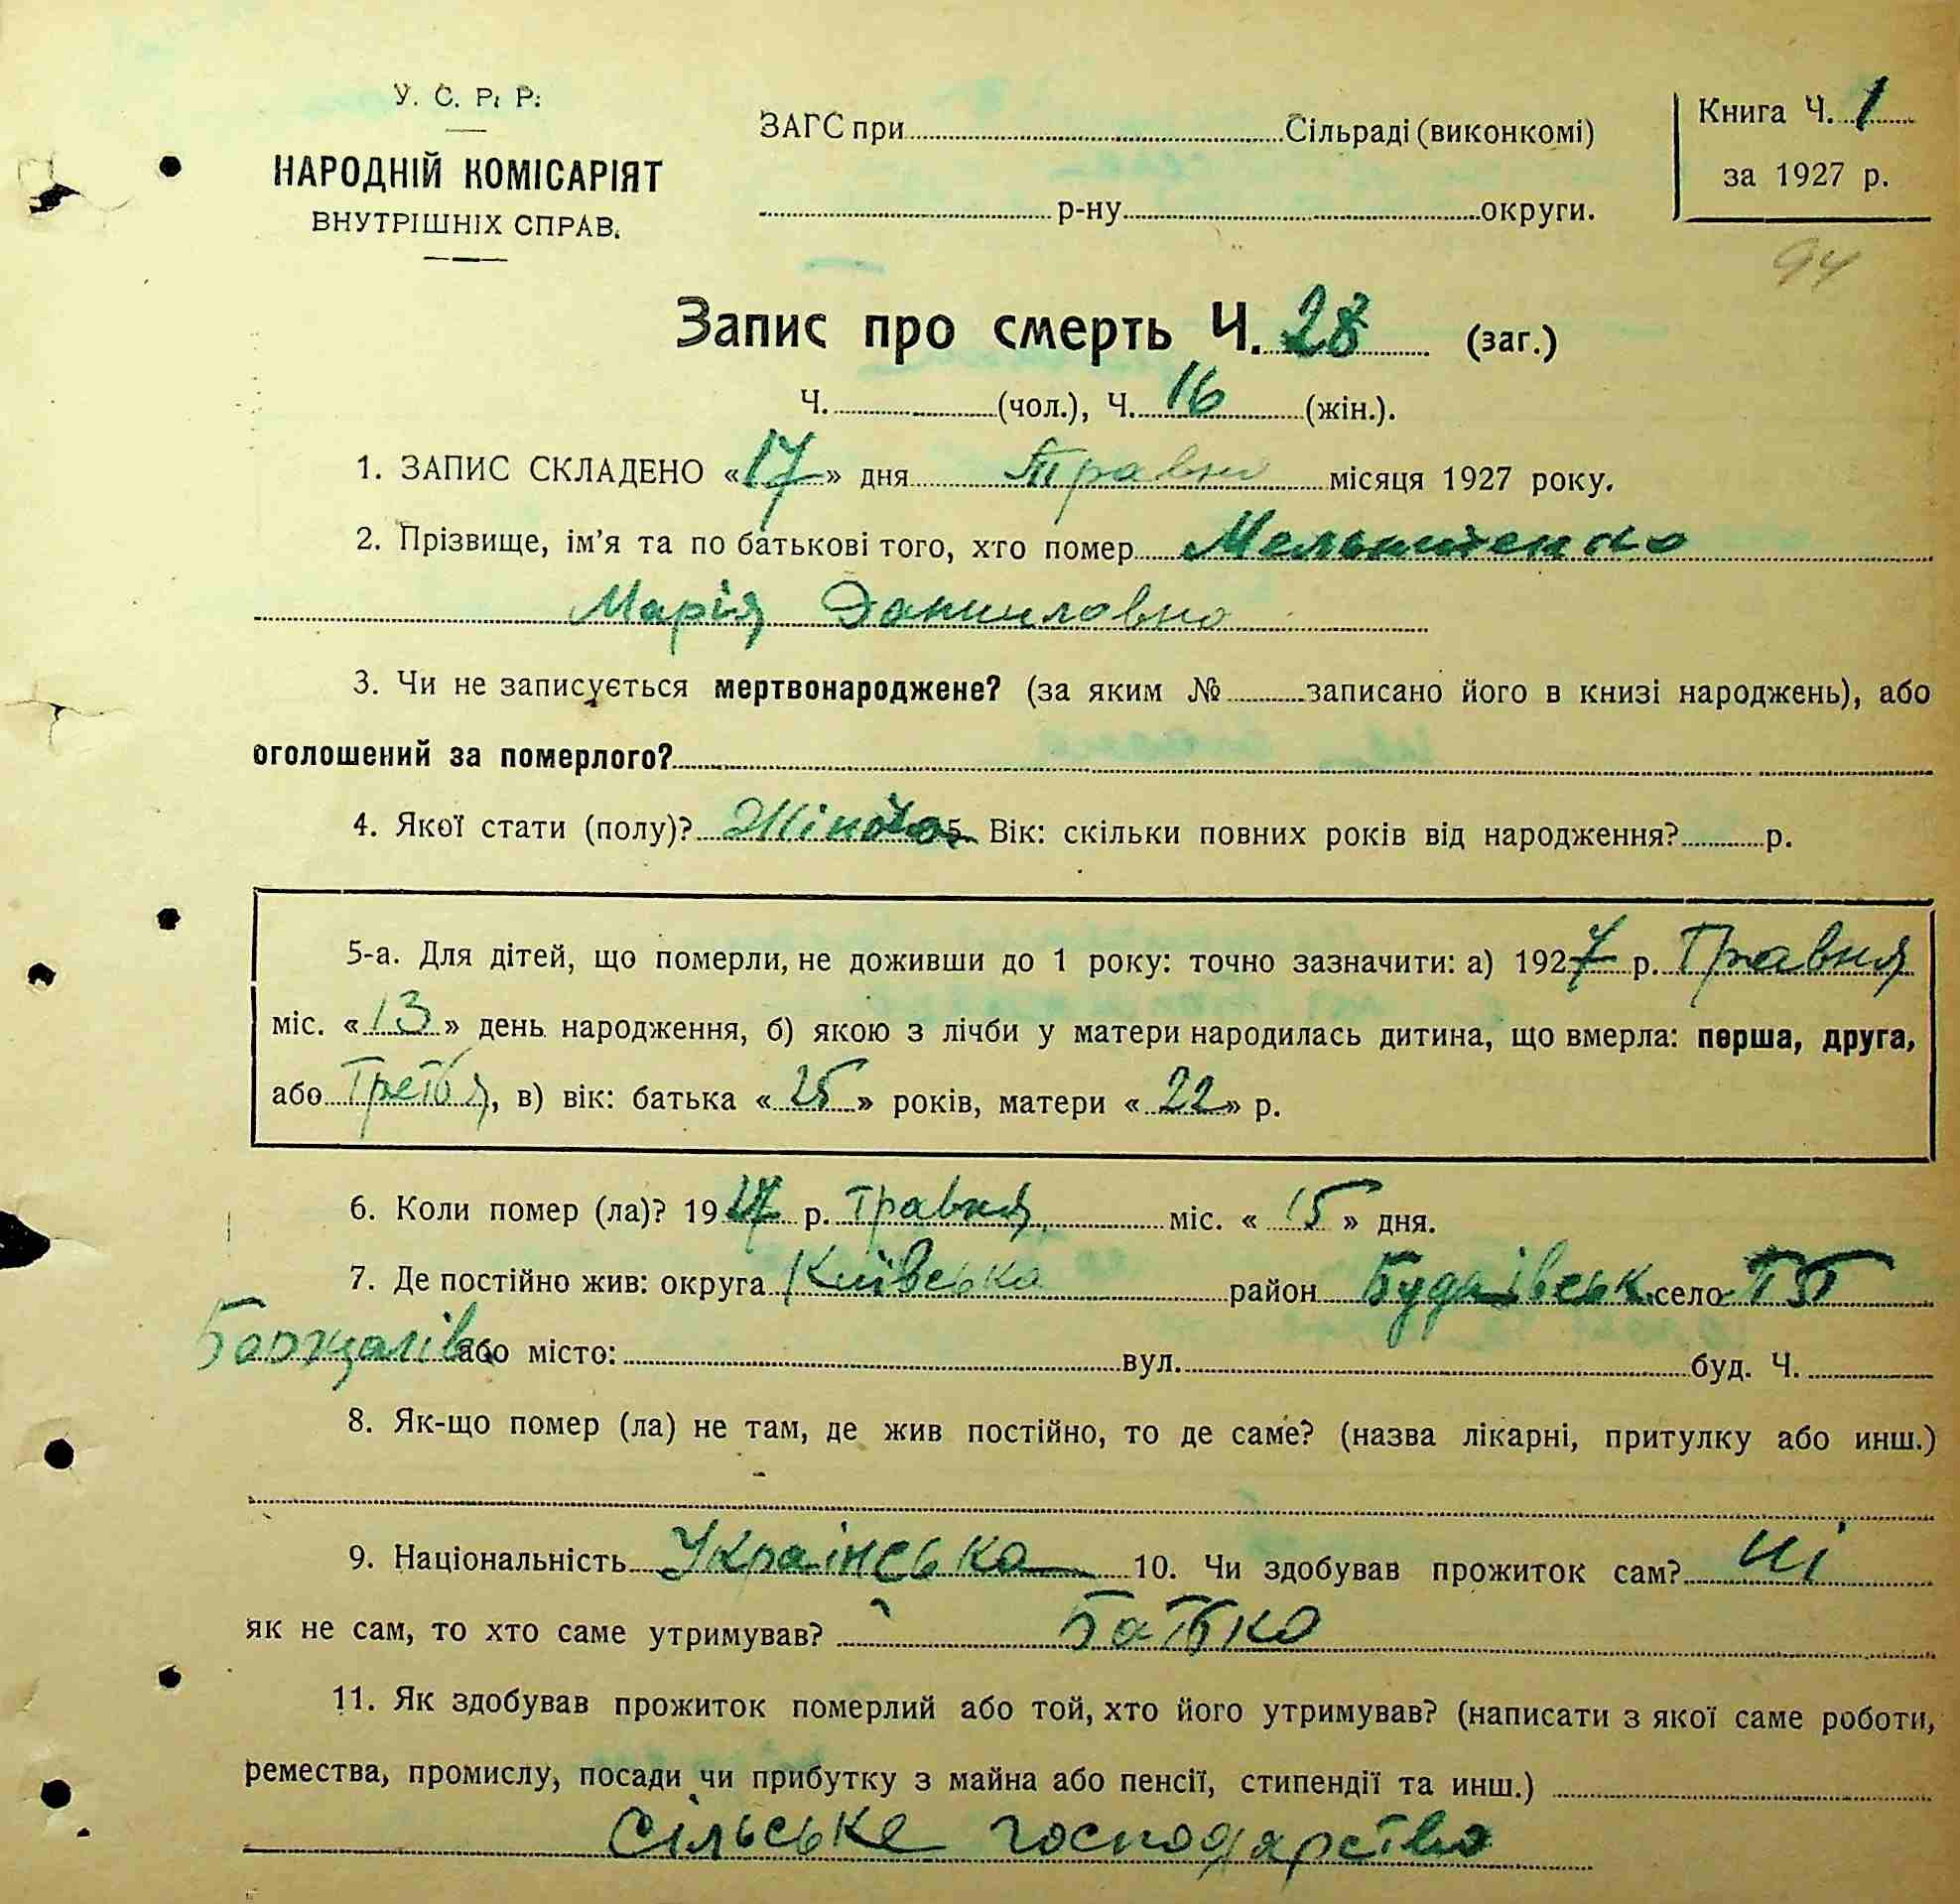 У. С. Р. Р.
НАРОДНІЙ КОМІСАРІЯТ
ВНУТРІШНІХ СПРАВ.
ЗАГС при Сільраді (виконкомі)
р-ну округи.
Книга Ч. 1
за 1927 р.
94
Запис про смерть Ч. 28 (заг.)
Ч. (чол.), Ч. 16 (жін.).
1. ЗАПИС СКЛАДЕНО «17» дня Травня місяця 1927 року.
2. Прізвище, ім'я та по батькові того, хто помер
Марія Даниловна
3. Чи не записується мертвонароджене? (за яким № записано його в книзі народжень), або
оголошений за померлого?
4. Якої стати (полу)? Жіноча 5. Вік: скільки повних років від народження? р.
5-а. Для дітей, що померли, не доживши до 1 року: точно зазначити: а) 1927 р. Травня
міс. «13» день народження, б) якою з лічби у матери народилась дитина, що вмерла: перша, друга,
або Третья, в) вік: батька «25» років, матери «22» р.
6. Коли помер (ла)? 1927 р. Травня міс. «15» дня.
7. Де постійно жив: округа Київська район Будаївськ село
або місто: вул. буд. Ч.
8. Як-що помер (ла) не там, де жив постійно, то де саме? (назва лікарні, притулку або инш.)
9. Національність Українська 10. Чи здобував прожиток сам? ні
як не сам, то хто саме утримував? Батько
11. Як здобував прожиток померлий або той, хто його утримував? (написати з якої саме роботи,
ремества, промислу, посади чи прибутку з майна або пенсії, стипендії та инш.)
Сільське господарство